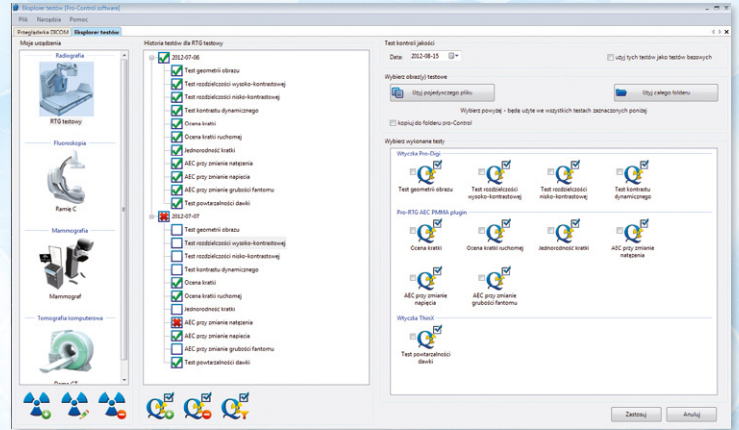 Eksplorer testów [Pro-Control software]
Plik Narzędzia Pomoc
Przeglądarka DICOM Eksplorer testów
Moje urządzenia
Radiografia
RTG testowy
Fluoroskopia
Ramię C
Mammografia
Mammograf
Tomografia komputerowa
Demo CT
Historia testów dla RTG testowy
2012-07-06
Test geometrii obrazu
Test rozdzielczości wysoko-kontrastowej
Test rozdzielczości nisko-kontrastowej
Test kontrastu dynamicznego
Ocena kratki
Ocena kratki ruchomej
Jednorodność kratki
AEC przy zmianie natężenia
AEC przy zmianie napięcia
AEC przy zmianie grubości fantomu
Test powtarzalności dawki
2012-07-07
Test geometrii obrazu
Test rozdzielczości wysoko-kontrastowej
Test rozdzielczości nisko-kontrastowej
Test kontrastu dynamicznego
Ocena kratki
Ocena kratki ruchomej
Jednorodność kratki
AEC przy zmianie natężenia
AEC przy zmianie napięcia
AEC przy zmianie grubości fantomu
Test powtarzalności dawki
Test kontroli jakości
Data: 2012-08-15
użyj tych testów jako testów bazowych
Wybierz obraz(y) testowe
Użyj pojedynczego pliku
Użyj całego folderu
Wybierz powyżej - będą użyte we wszystkich testach zaznaczonych poniżej
kopiuj do folderu pro-Control
Wybierz wykonane testy
Wtyczka Pro-Digi
Test geometrii obrazu
Test rozdzielczości
wysoko-kontrastowej
Test rozdzielczości
nisko-kontrastowej
Test kontrastu
dynamicznego
Pro-RTG AEC PMMA plugin
Ocena kratki
Ocena kratki ruchomej
Jednorodność kratki
AEC przy zmianie
natężenia
AEC przy zmianie
napięcia
AEC przy zmianie
grubości fantomu
Wtyczka ThinX
Test powtarzalności
dawki
Zastosuj
Anuluj